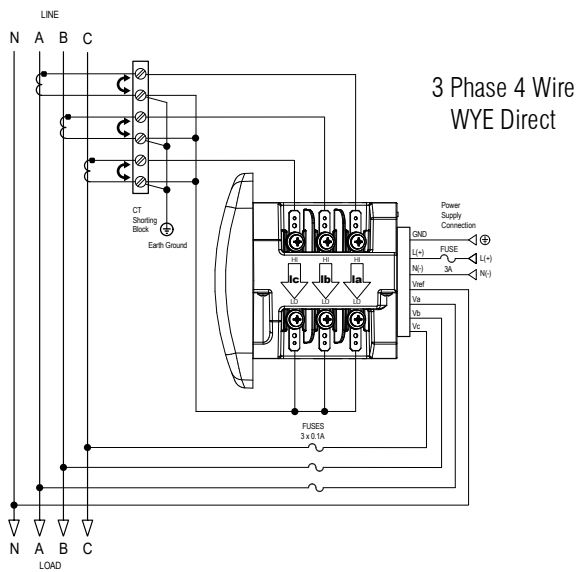 LINE
N A B C
3 Phase 4 Wire
WYE Direct
CT
Shorting
Block
Earth Ground
Power
Supply
Connection
GND
L(+)
FUSE
L(+)
N(-)
3A
N(-)
Vref
Va
Vb
Vc
HI HI HI
Ic Ib Ia
LO LO LO
FUSES
3 x 0.1A
N A B C
LOAD